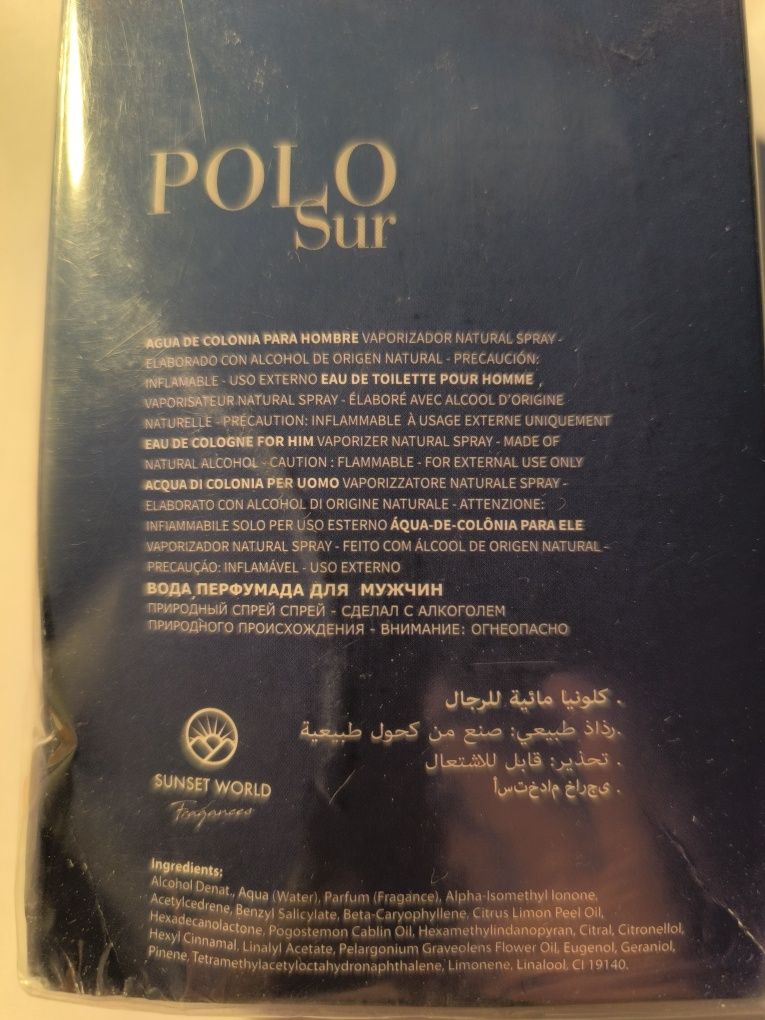 POLO
Sur
AGUA DE COLONIA PARA HOMBRE VAPORIZADOR NATURAL SPRAY -
ELABORADO CON ALCOHOL DE ORIGEN NATURAL - PRECAUCIÓN:
INFLAMABLE - USO EXTERNO EAU DE TOILETTE POUR HOMME ,
VAPORISATEUR NATURAL SPRAY - ÉLABORÉ AVEC ALCOOL D'ORIGINE
NATURELLE - PRÉCAUTION: INFLAMMABLE À USAGE EXTERNE UNIQUEMENT
EAU DE COLOGNE FOR HIM VAPORIZER NATURAL SPRAY - MADE OF
NATURAL ALCOHOL - CAUTION : FLAMMABLE - FOR EXTERNAL USE ONLY
ACQUA DI COLONIA PER UOMO VAPORIZZATORE NATURALE SPRAY -
ELABORATO CON ALCOHOL DI ORIGINE NATURALE - ATTENZIONE:
INFIAMMABILE SOLO PER USO ESTERNO ÁQUA-DE-COLÔNIA PARA ELE
VAPORIZADOR NATURAL SPRAY - FEITO COM ÁLCOOL DE ORIGEN NATURAL -
PRECAUÇÁO: INFLAMÁVEL - USO EXTERNO
ВОДА ПЕРФУМАДА ДЛЯ МУЖЧИН
ПРИРОДНЫЙ СПРЕЙ СПРЕЙ - СДЕЛАЛ С АЛКОГОЛЕМ
ПРИРОДНОГО ПРОИСХОЖДЕНИЯ - ВНИМАНИЕ: ОГНЕОПАСНО
. كلونيا مائية للرجال
.رذاذ طبيعي: صنع من كحول طبيعية
. تحذير: قابل للاشتعال
. ىجراخ مادختسأ
SUNSET WORLD
Fragances
Ingredients:
Alcohol Denat., Aqua (Water), Parfum (Fragance), Alpha-Isomethyl Ionone,
Acetylcedrene, Benzyl Salicylate, Beta-Caryophyllene, Citrus Limon Peel Oil,
Hexadecanolactone, Pogostemon Cablin Oil, Hexamethylindanopyran, Citral, Citronellol,
Hexyl Cinnamal, Linalyl Acetate, Pelargonium Graveolens Flower Oil, Eugenol, Geraniol,
Pinene, Tetramethylacetyloctahydronaphthalene, Limonene, Linalool, CI 19140.